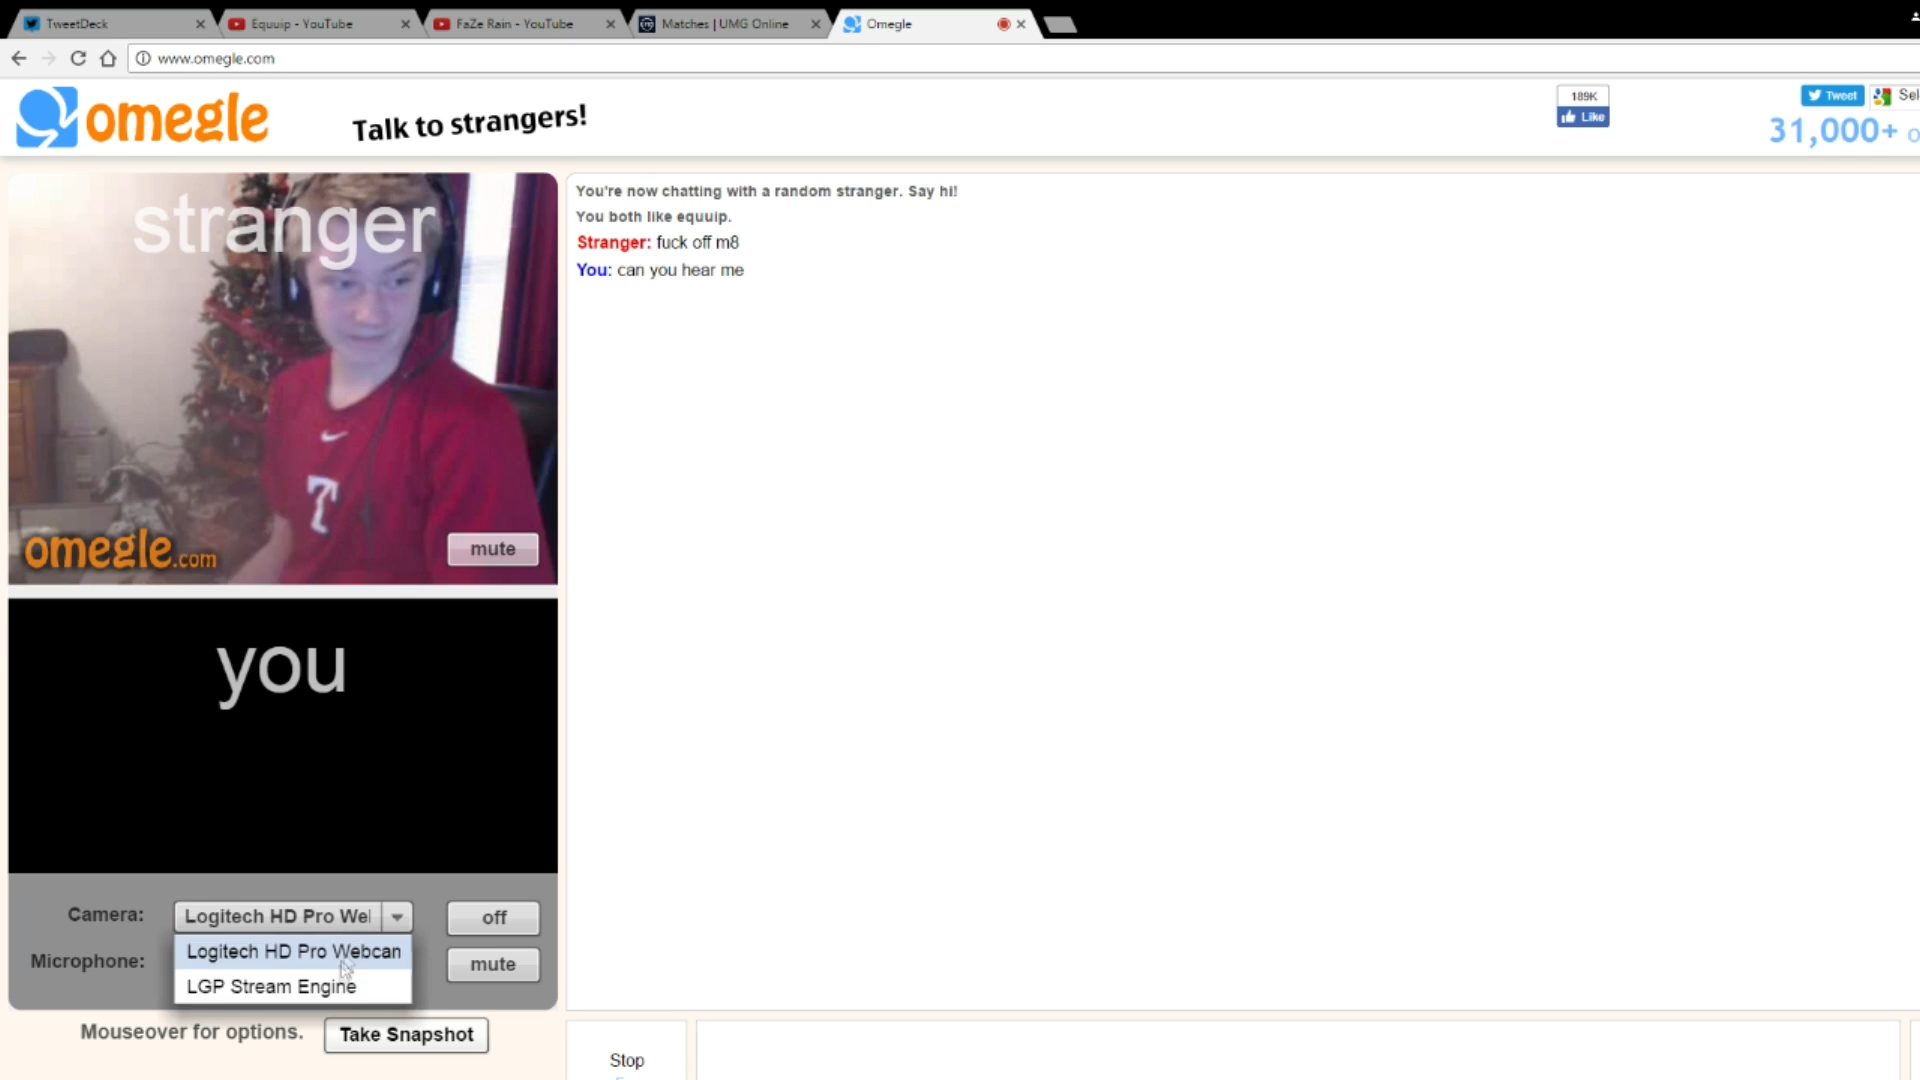 TweetDeck
Equuip - YouTube
FaZe Rain - YouTube
Matches | UMG Online
Omegle
www.omegle.com
omegle
Talk to strangers!
189K
Like
Tweet
Sel
31,000+ o
stranger
omegle.com
mute
You're now chatting with a random stranger. Say hi!
You both like equuip.
Stranger: fuck off m8
You: can you hear me
you
Camera:
Logitech HD Pro We
off
Logitech HD Pro Webcan
Microphone:
mute
LGP Stream Engine
Mouseover for options.
Take Snapshot
Stop
T